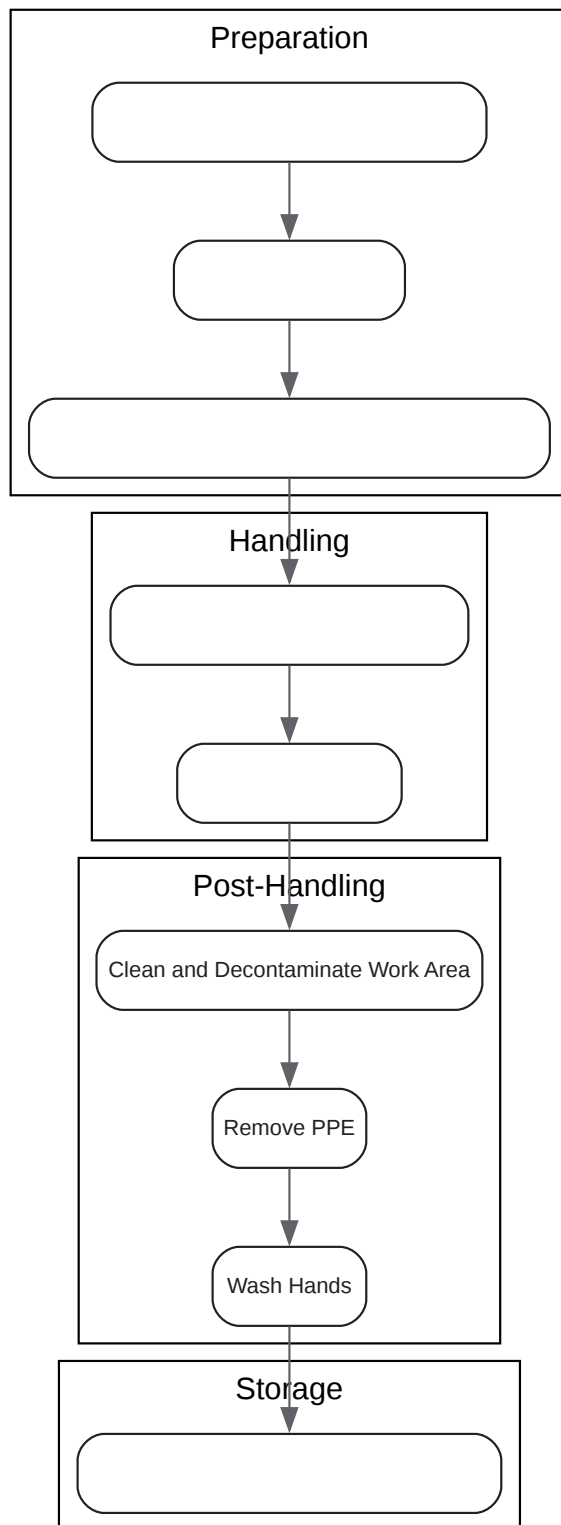 Preparation
Handling
Post-Handling
Clean and Decontaminate Work Area
Remove PPE
Wash Hands
Storage